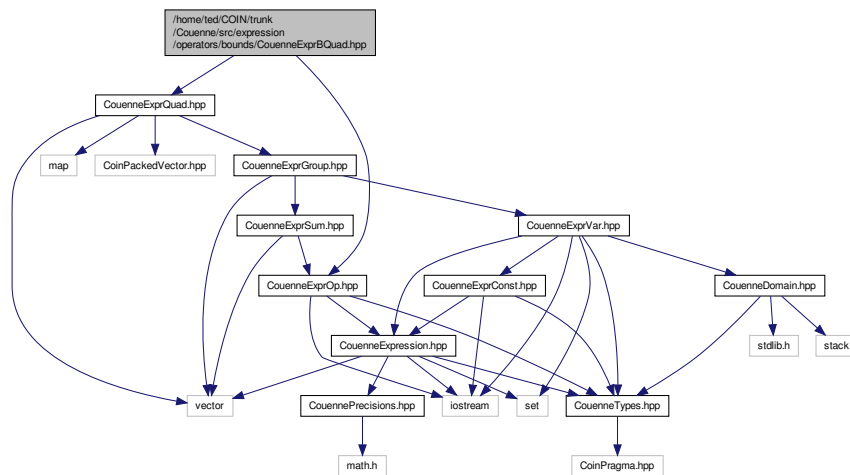 /home/ted/COIN/trunk
/Couenne/src/expression
/operators/bounds/CouenneExprBQuad.hpp
CouenneExprQuad.hpp
map
CoinPackedVector.hpp
CouenneExprGroup.hpp
CouenneExprSum.hpp
CouenneExprVar.hpp
CouenneExprOp.hpp
CouenneExprConst.hpp
CouenneDomain.hpp
CouenneExpression.hpp
stdlib.h
stack
vector
CouennePrecisions.hpp
iostream
set
CouenneTypes.hpp
math.h
CoinPragma.hpp